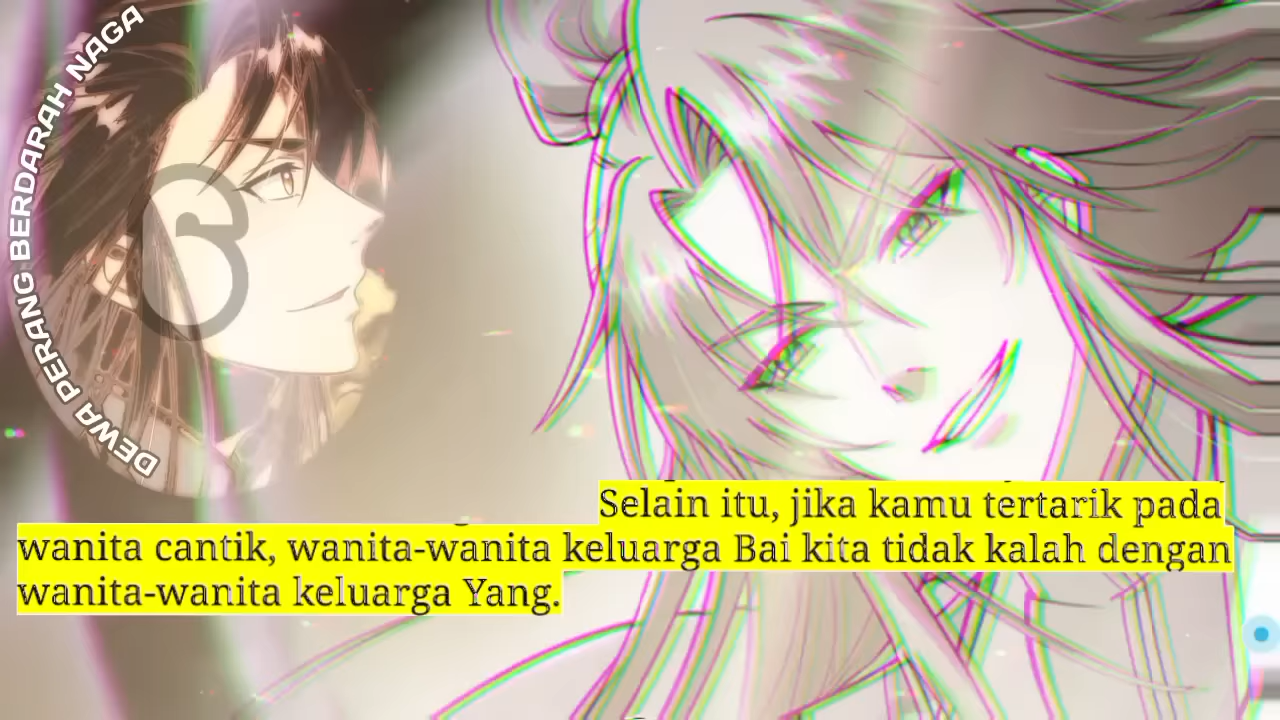 DEWA PERANG BERDARAH NAGA
6
Selain itu, jika kamu tertarik pada
wanita cantik, wanita-wanita keluarga Bai kita tidak kalah dengan
wanita-wanita keluarga Yang.